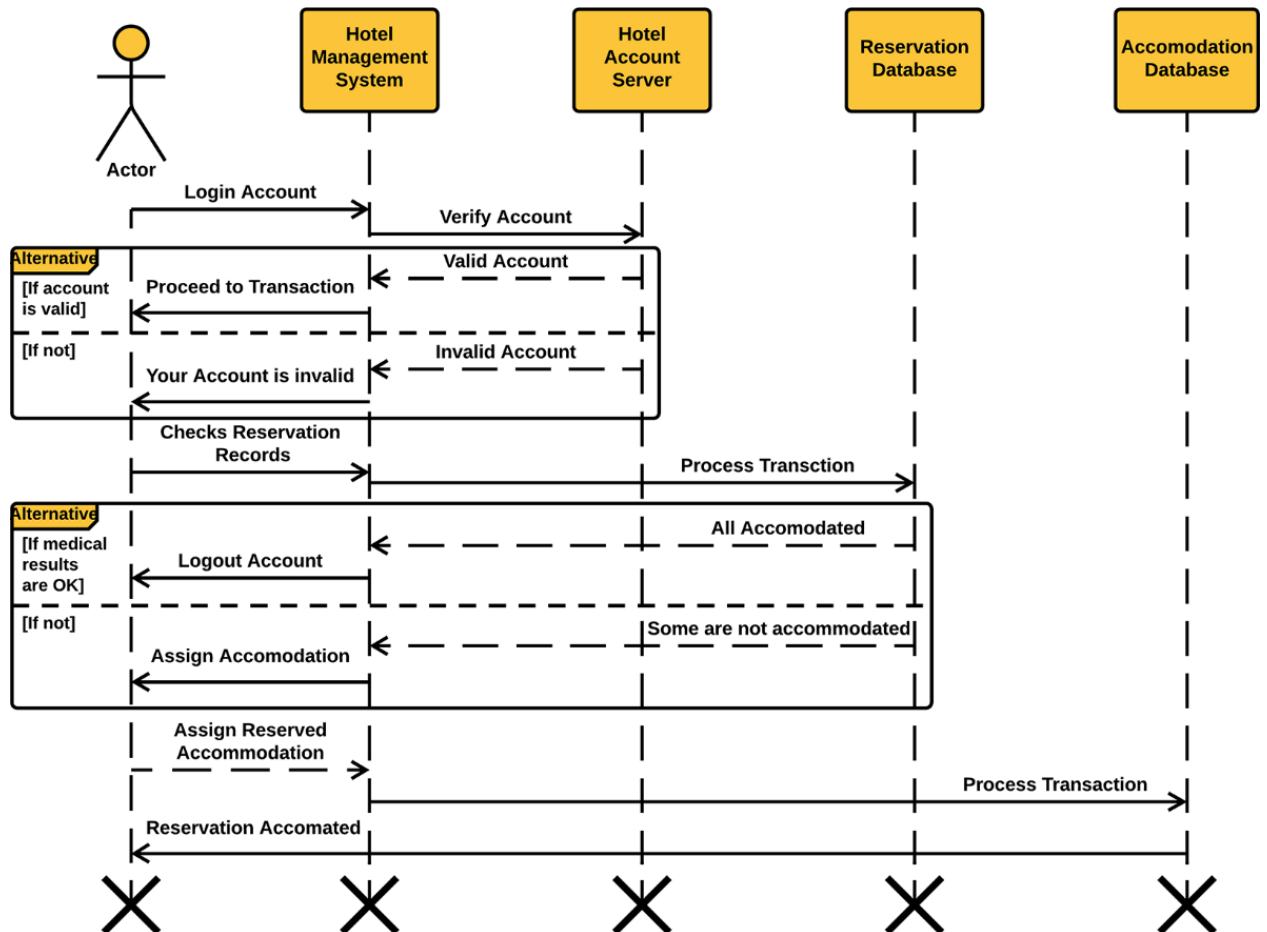 Hotel
Management
System
Hotel
Account
Server
Reservation
Database
Accomodation
Database
Actor
Login Account
Verify Account
Alternative
Valid Account
[If account
is valid]
Proceed to Transaction
[If not]
Invalid Account
Your Account is invalid
Checks Reservation
Records
Process Transction
Alternative
All Accomodated
[If medical
results
are OK]
Logout Account
[If not]
Some are not accommodated
Assign Accomodation
Assign Reserved
Accommodation
Process Transaction
Reservation Accomated